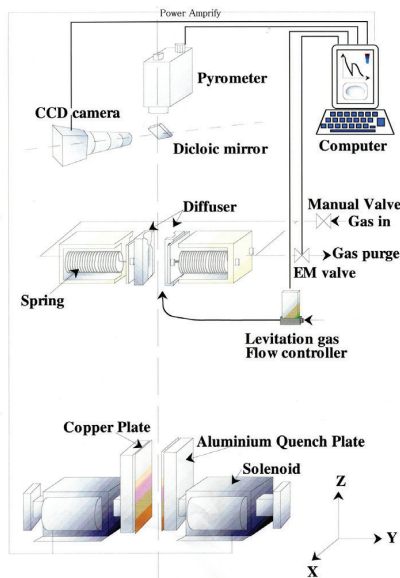 Power Amprify
Pyrometer
CCD camera
Dicloic mirror
Computer
Diffuser
Manual Valve
Gas in
Gas purge
EM valve
Spring
Levitation gas
Flow controller
Copper Plate
Aluminium Quench Plate
Solenoid
Z
Y
X